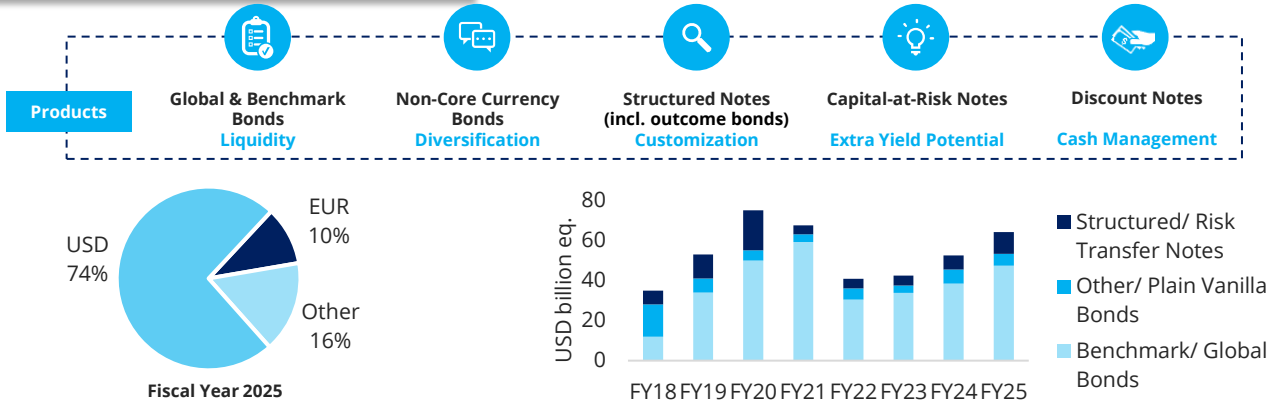 Products
Global & Benchmark
Bonds
Liquidity
Non-Core Currency
Bonds
Diversification
Structured Notes
(incl. outcome bonds)
Customization
Capital-at-Risk Notes
Extra Yield Potential
Discount Notes
Cash Management
USD
74%
EUR
10%
Other
16%
Fiscal Year 2025
USD billion eq.
80
60
40
20
0
FY18 FY19 FY20 FY21 FY22 FY23 FY24 FY25
Structured/ Risk
Transfer Notes
Other/ Plain Vanilla
Bonds
Benchmark/ Global
Bonds